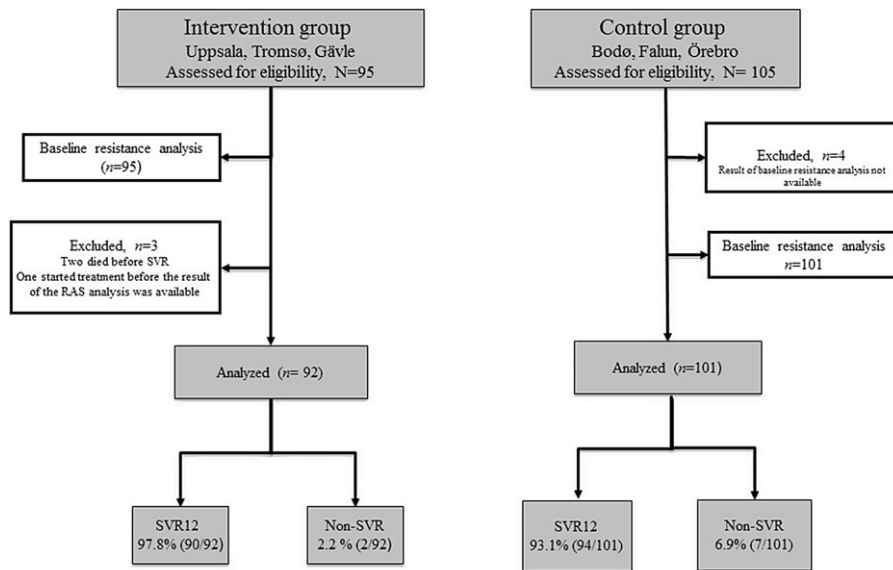 Intervention group
Uppsala, Tromsø, Gävle
Assessed for eligibility, N=95
Baseline resistance analysis
(n=95)
Excluded, n=3
Two died before SVR
One started treatment before the result
of the RAS analysis was available
Analyzed (n= 92)
SVR12
97.8% (90/92)
Non-SVR
2.2 % (2/92)
Control group
Bodø, Falun, Örebro
Assessed for eligibility, N= 105
Excluded, n=4
Result of baseline resistance analysis not
available
Baseline resistance analysis
n=101
Analyzed (n=101)
SVR12
93.1% (94/101)
Non-SVR
6.9% (7/101)